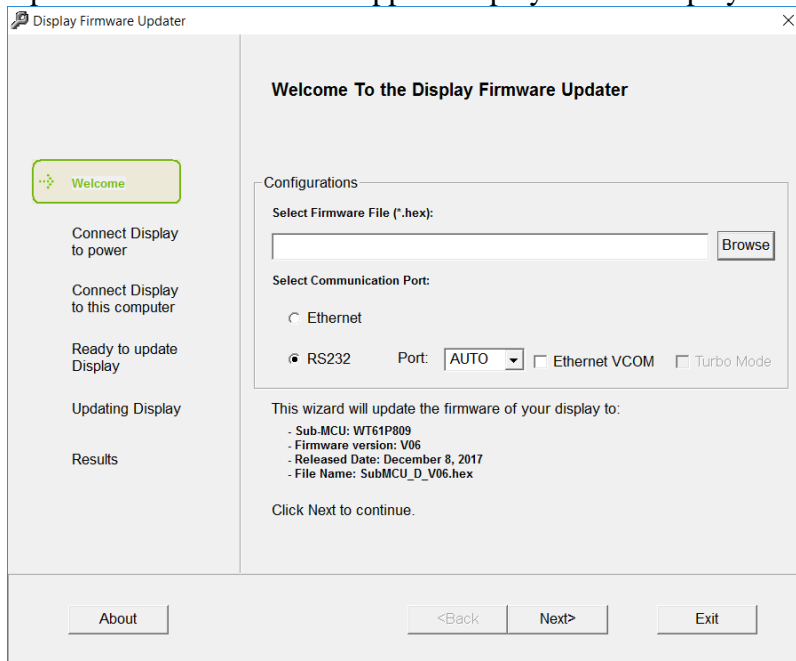 Display Firmware Updater
Welcome To the Display Firmware Updater
Welcome
Connect Display
to power
Connect Display
to this computer
Ready to update
Display
Updating Display
Results
Configurations
Select Firmware File (*.hex):
Browse
Select Communication Port:
Ethernet
RS232 Port: AUTO Ethernet VCOM Turbo Mode
This wizard will update the firmware of your display to:
- Sub-MCU: WT61P809
- Firmware version: V06
- Released Date: December 8, 2017
- File Name: SubMCU_D_V06.hex
Click Next to continue.
About <Back Next> Exit